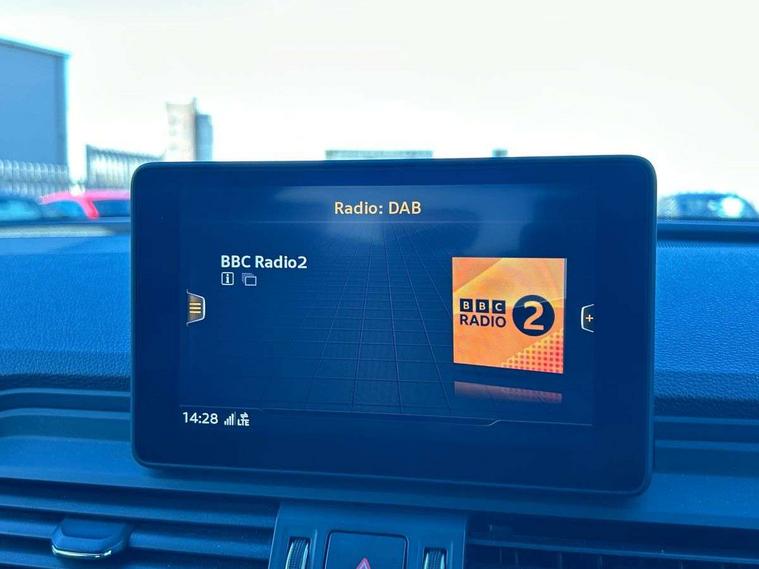 Radio: DAB
BBC Radio2
BBC
RADIO 2
+
14:28 LTE